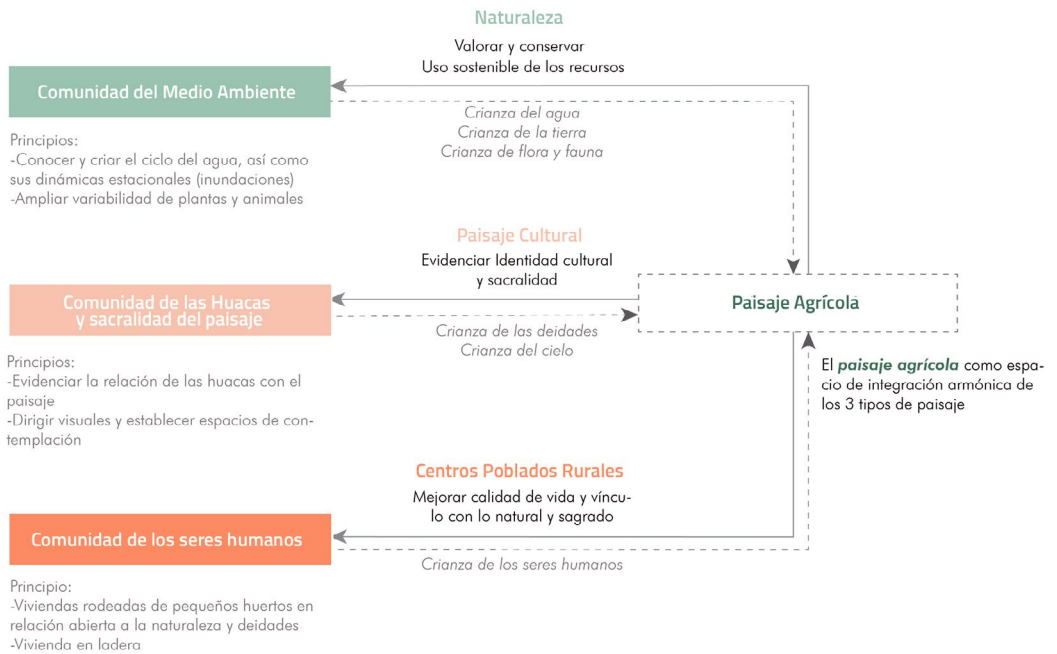 Naturaleza
Valorar y conservar
Uso sostenible de los recursos
Comunidad del Medio Ambiente
Crianza del agua
Crianza de la tierra
Crianza de flora y fauna
Principios:
-Conocer y criar el ciclo del agua, así como
sus dinámicas estacionales (inundaciones)
-Ampliar variabilidad de plantas y animales
Paisaje Cultural
Evidenciar Identidad cultural
y sacralidad
Comunidad de las Huacas
y sacralidad del paisaje
Crianza de las deidades
Crianza del cielo
Paisaje Agrícola
Principios:
-Evidenciar la relación de las huacas con el
paisaje
-Dirigir visuales y establecer espacios de con-
templación
El paisaje agrícola como espa-
cio de integración armónica de
los 3 tipos de paisaje
Centros Poblados Rurales
Mejorar calidad de vida y víncu-
lo con lo natural y sagrado
Comunidad de los seres humanos
Crianza de los seres humanos
Principio:
-Viviendas rodeadas de pequeños huertos en
relación abierta a la naturaleza y deidades
-Vivienda en ladera